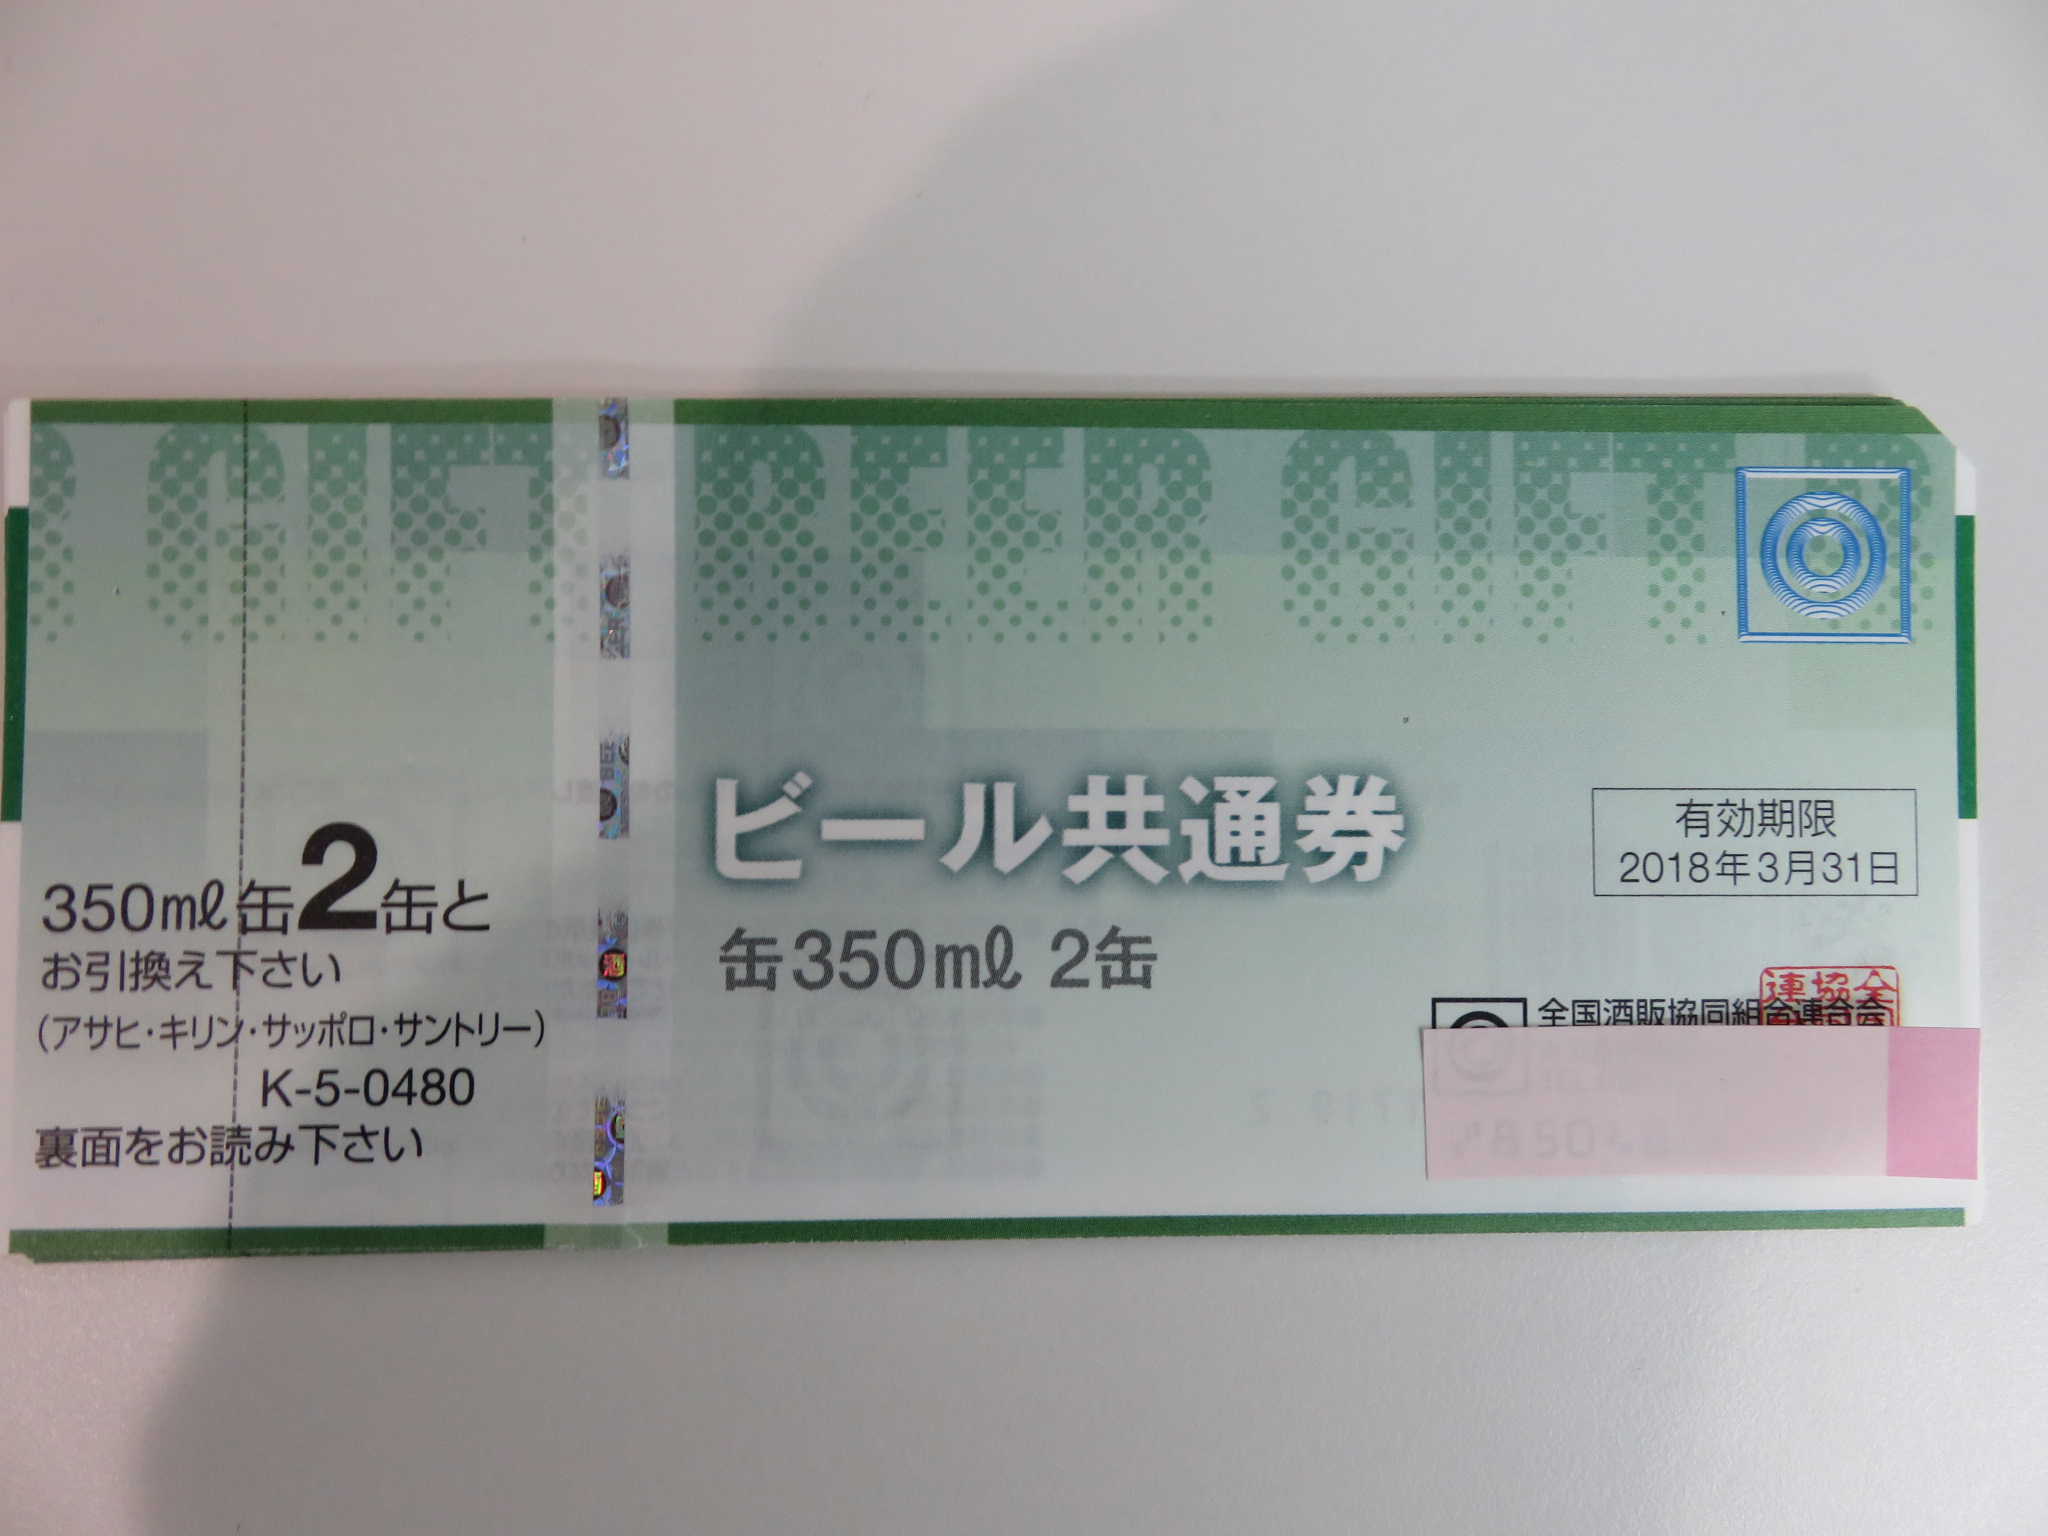 GIFT BEER GIFT
ビール共通券
缶350mℓ 2缶
有効期限
2018年3月31日
全国酒販協同組合連合会
350mℓ缶2缶と
お引換え下さい
(アサヒ・キリン・サッポロ・サントリー)
K-5-0480
裏面をお読み下さい